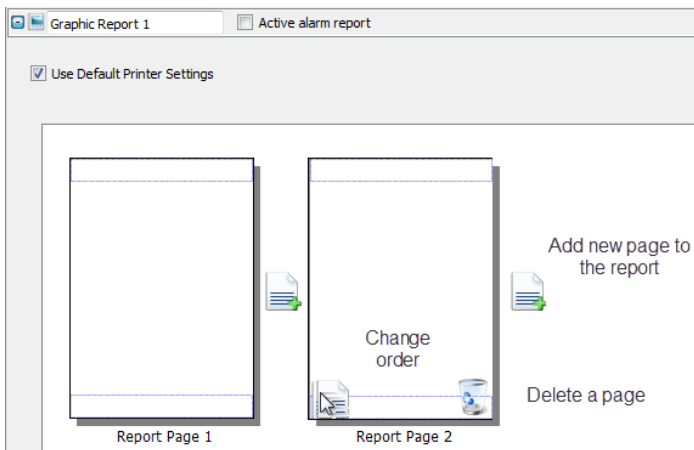 Graphic Report 1
Active alarm report
Use Default Printer Settings
Add new page to
the report
Change
order
Delete a page
Report Page 1
Report Page 2